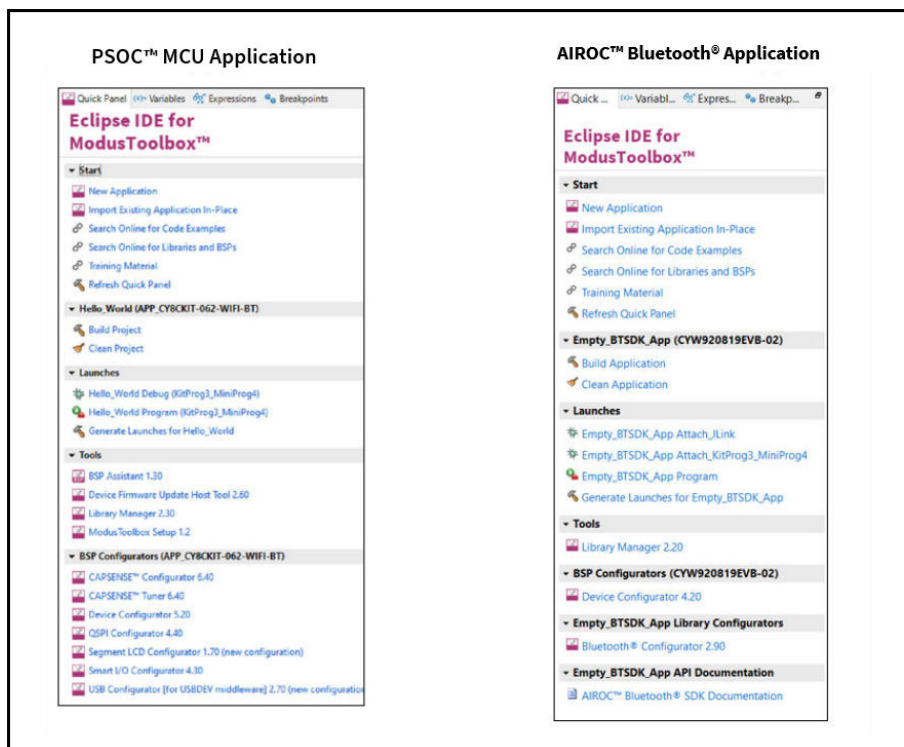 PSOC™ MCU Application
Quick Panel (x)= Variables Expressions Breakpoints
Eclipse IDE for
ModusToolbox™
Start
New Application
Import Existing Application In-Place
Search Online for Code Examples
Search Online for Libraries and BSPs
Training Material
Refresh Quick Panel
Hello_World (APP_CY8CKIT-062-WIFI-BT)
Build Project
Clean Project
Launches
Hello_World Debug (KitProg3_MiniProg4)
Hello_World Program (KitProg3_MiniProg4)
Generate Launches for Hello_World
Tools
BSP Assistant 1.30
Device Firmware Update Host Tool 2.60
Library Manager 2.30
ModusToolbox Setup 1.2
BSP Configurators (APP_CY8CKIT-062-WIFI-BT)
CAPSENSE™ Configurator 6.40
CAPSENSE™ Tuner 6.40
Device Configurator 5.20
QSPI Configurator 4.40
Segment LCD Configurator 1.70 (new configuration)
Smart I/O Configurator 4.30
USB Configurator [for USBDEV middleware] 2.70 (new configuration
AIROC™ Bluetooth® Application
Quick ... (x)= Variabl... Expres... Breakp...
Eclipse IDE for
ModusToolbox™
Start
New Application
Import Existing Application In-Place
Search Online for Code Examples
Search Online for Libraries and BSPs
Training Material
Refresh Quick Panel
Empty_BTSDK_App (CYW920819EVB-02)
Build Application
Clean Application
Launches
Empty_BTSDK_App Attach_JLink
Empty_BTSDK_App Attach_KitProg3_MiniProg4
Empty_BTSDK_App Program
Generate Launches for Empty_BTSDK_App
Tools
Library Manager 2.20
BSP Configurators (CYW920819EVB-02)
Device Configurator 4.20
Empty_BTSDK_App Library Configurators
Bluetooth® Configurator 2.90
Empty_BTSDK_App API Documentation
AIROC™ Bluetooth® SDK Documentation